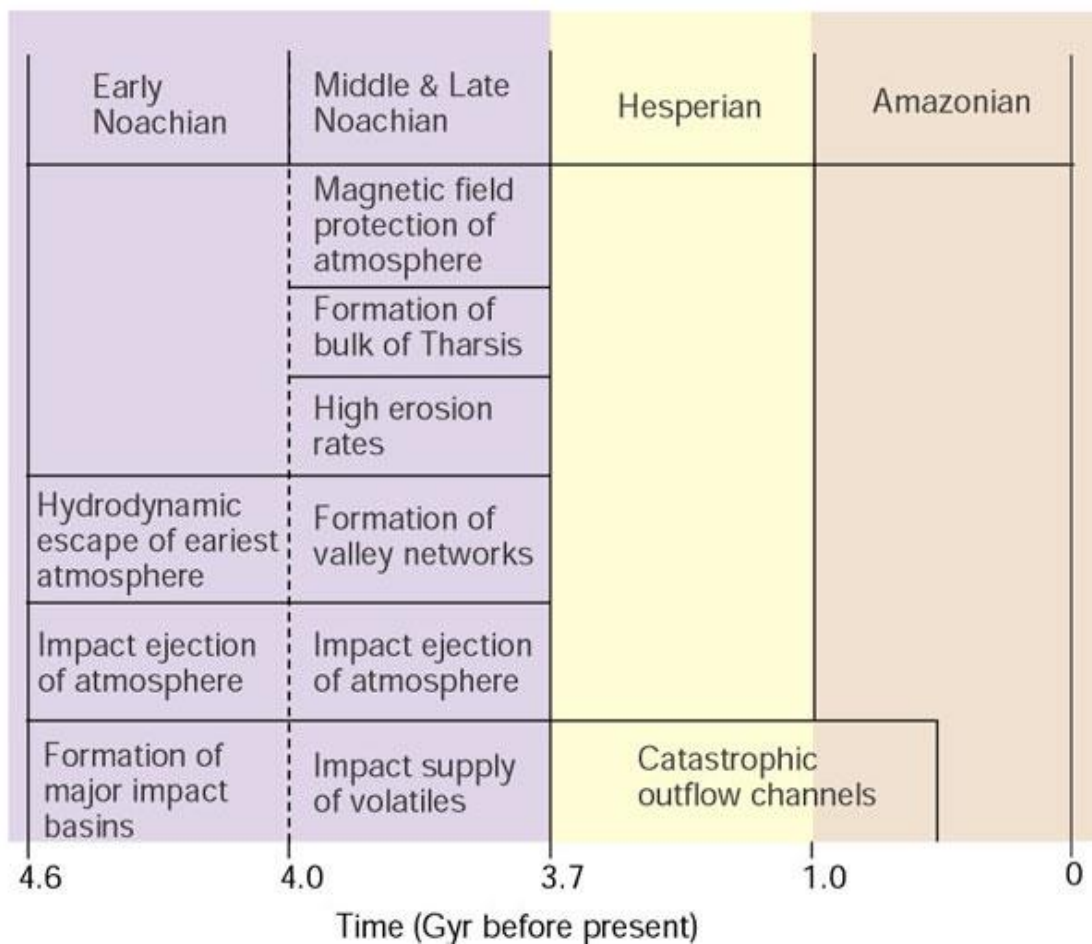 Early
Noachian
Middle & Late
Noachian
Hesperian
Amazonian
Magnetic field
protection of
atmosphere
Formation of
bulk of Tharsis
High erosion
rates
Hydrodynamic
escape of eariest
atmosphere
Formation of
valley networks
Impact ejection
of atmosphere
Impact ejection
of atmosphere
Formation of
major impact
basins
Impact supply
of volatiles
Catastrophic
outflow channels
4.6
4.0
3.7
1.0
0
Time (Gyr before present)